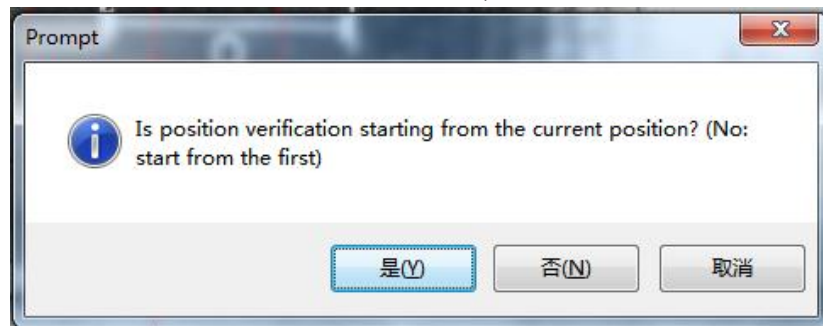 Prompt
Is position verification starting from the current position? (No:
start from the first)
是(Y)
否(N)
取消